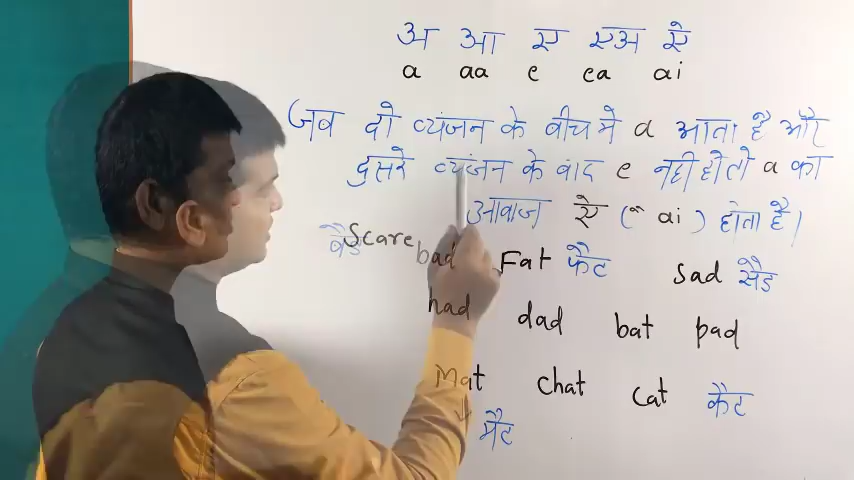 अ आ ए एअ ऐ
a aa e ea ai
जब दो व्यंजन के बीच मे a आता है और
दुसरे व्यंजन के बाद e नही हो तो a का
आवाज ऐ (ै ai) होता है।
Scare बैड bad Fat फैट Sad सैड
had dad bat pad
Mat chat cat कैट
मैट